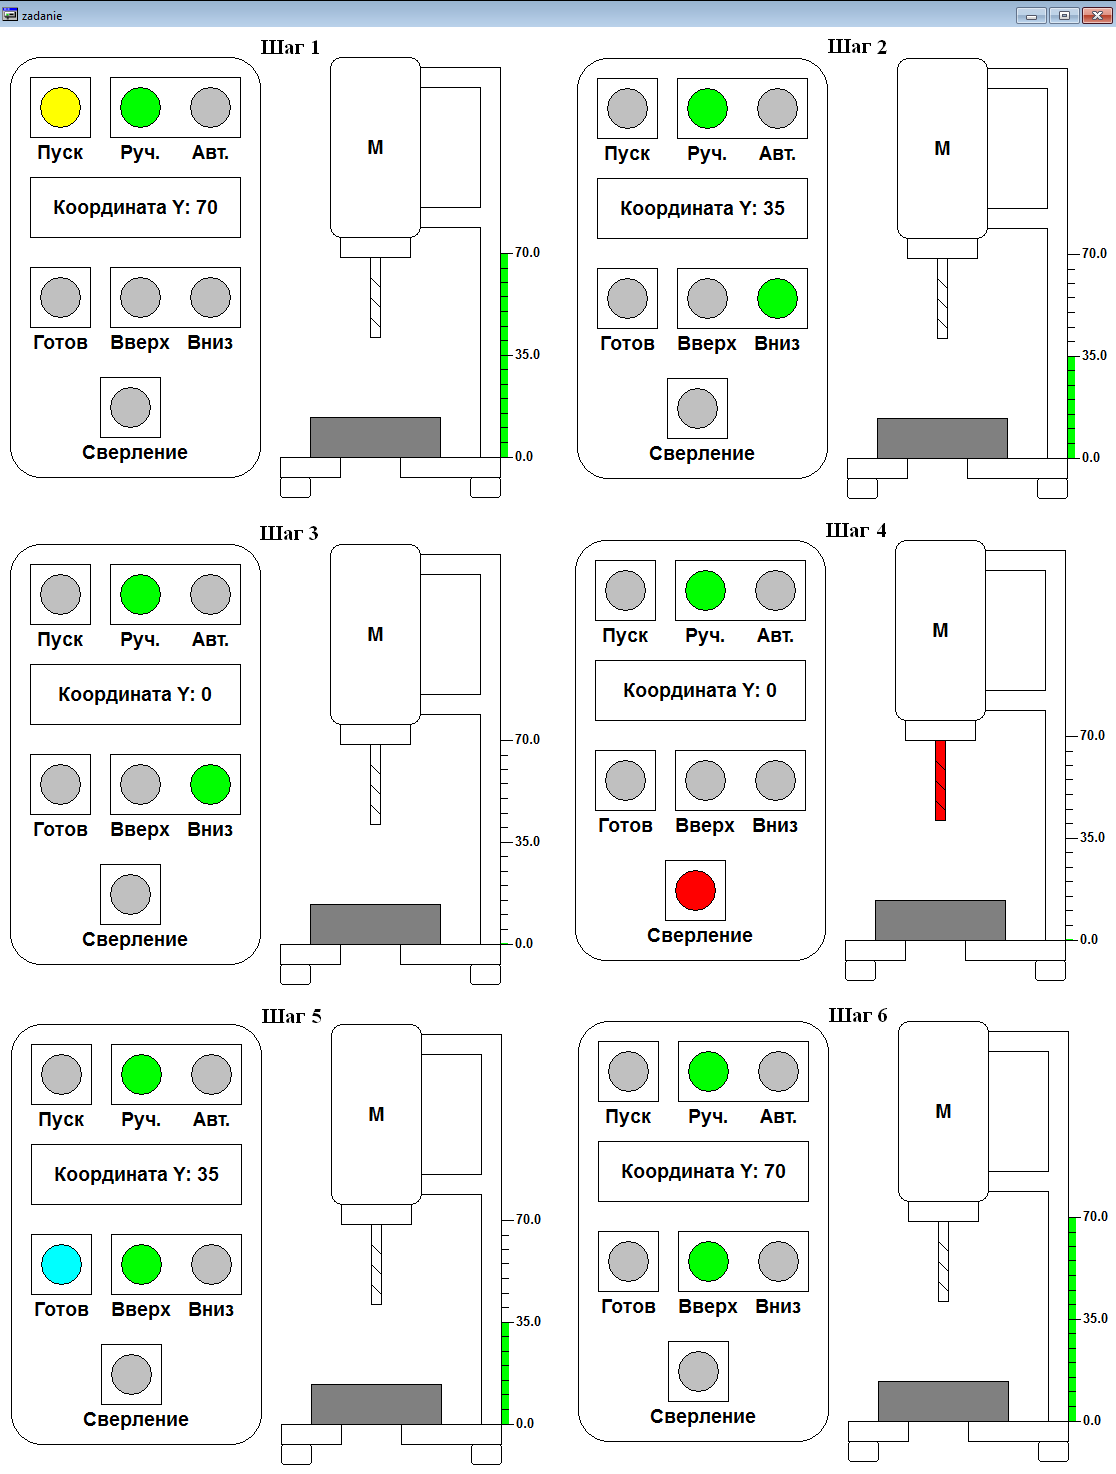 zadanie
Шаг 1
Пуск Руч. Авт.
Координата Y: 70
Готов Вверх Вниз
Сверление
M
70.0
35.0
0.0
Шаг 2
Пуск Руч. Авт.
Координата Y: 35
Готов Вверх Вниз
Сверление
M
70.0
35.0
0.0
Шаг 3
Пуск Руч. Авт.
Координата Y: 0
Готов Вверх Вниз
Сверление
M
70.0
35.0
0.0
Шаг 4
Пуск Руч. Авт.
Координата Y: 0
Готов Вверх Вниз
Сверление
M
70.0
35.0
0.0
Шаг 5
Пуск Руч. Авт.
Координата Y: 35
Готов Вверх Вниз
Сверление
M
70.0
35.0
0.0
Шаг 6
Пуск Руч. Авт.
Координата Y: 70
Готов Вверх Вниз
Сверление
M
70.0
35.0
0.0